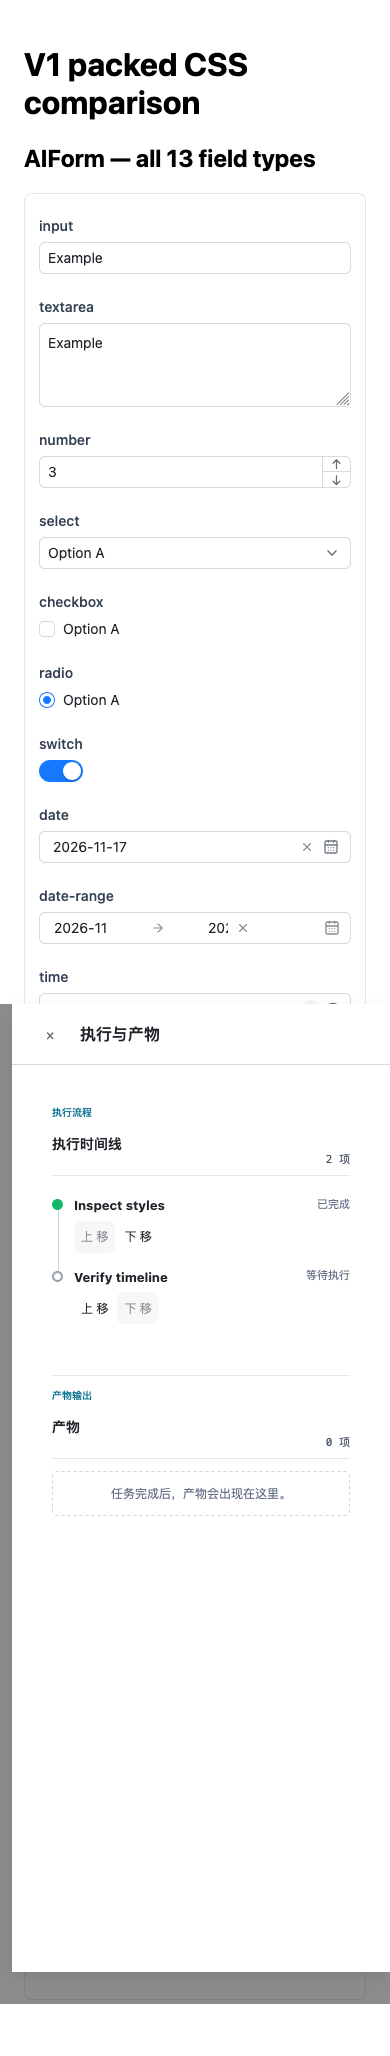 V1 packed CSS
comparison
AIForm — all 13 field types
input
Example
textarea
Example
number
3
select
Option A
checkbox
Option A
radio
Option A
switch
date
2026-11-17
date-range
2026-11
time
执行与产物
执行流程
执行时间线
2 项
Inspect styles
已完成
上 移 下 移
Verify timeline
等待执行
上 移 下 移
产物输出
产物
0 项
任务完成后，产物会出现在这里。